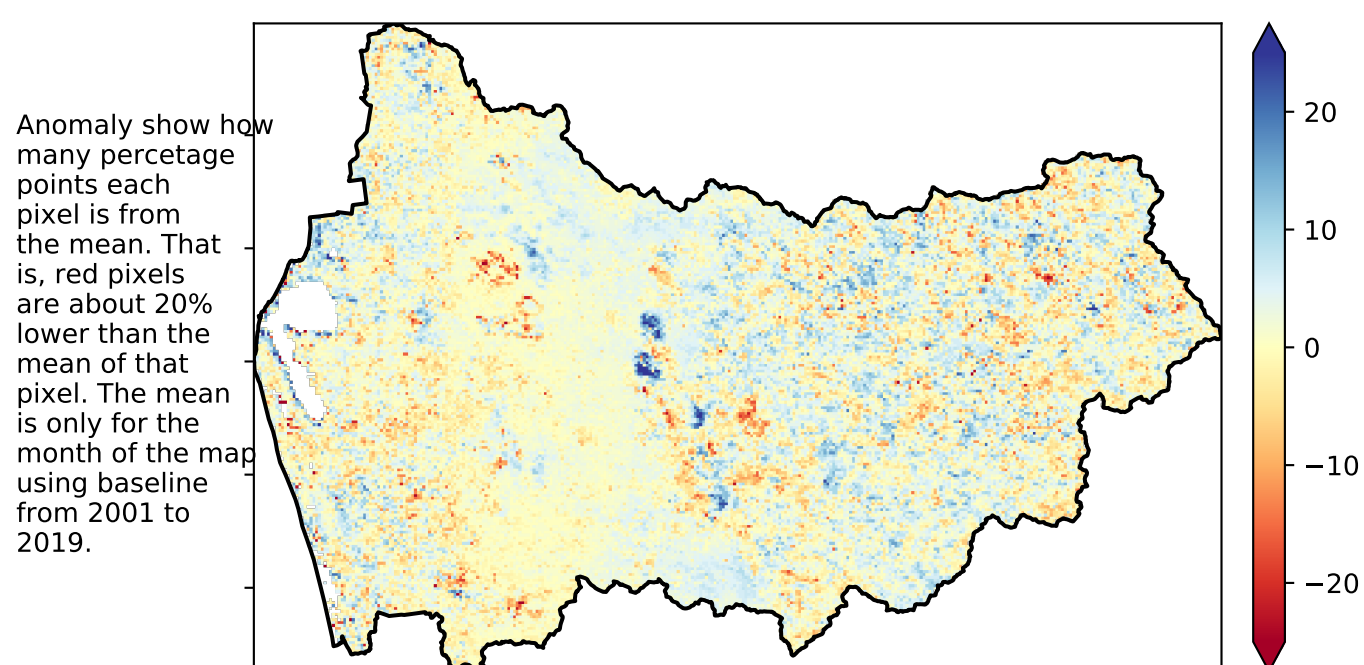 Anomaly show how
many percetage
points each
pixel is from
the mean. That
is, red pixels
are about 20%
lower than the
mean of that
pixel. The mean
is only for the
month of the map
using baseline
from 2001 to
2019.
20
10
0
−10
−20